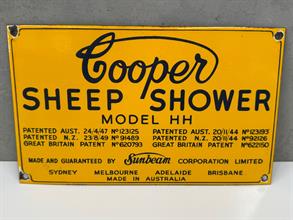 Cooper
SHEEP SHOWER
MODEL HH
PATENTED AUST. 24/4/47 Nº123125 PATENTED AUST. 20/11/44 Nº123193
PATENTED N.Z. 23/8/49 Nº91489 PATENTED N.Z. 20/11/44 Nº92126
GREAT BRITAIN PATENT Nº620793 GREAT BRITAIN PATENT Nº622150
MADE AND GUARANTEED BY Sunbeam CORPORATION LIMITED
SYDNEY MELBOURNE ADELAIDE BRISBANE
MADE IN AUSTRALIA